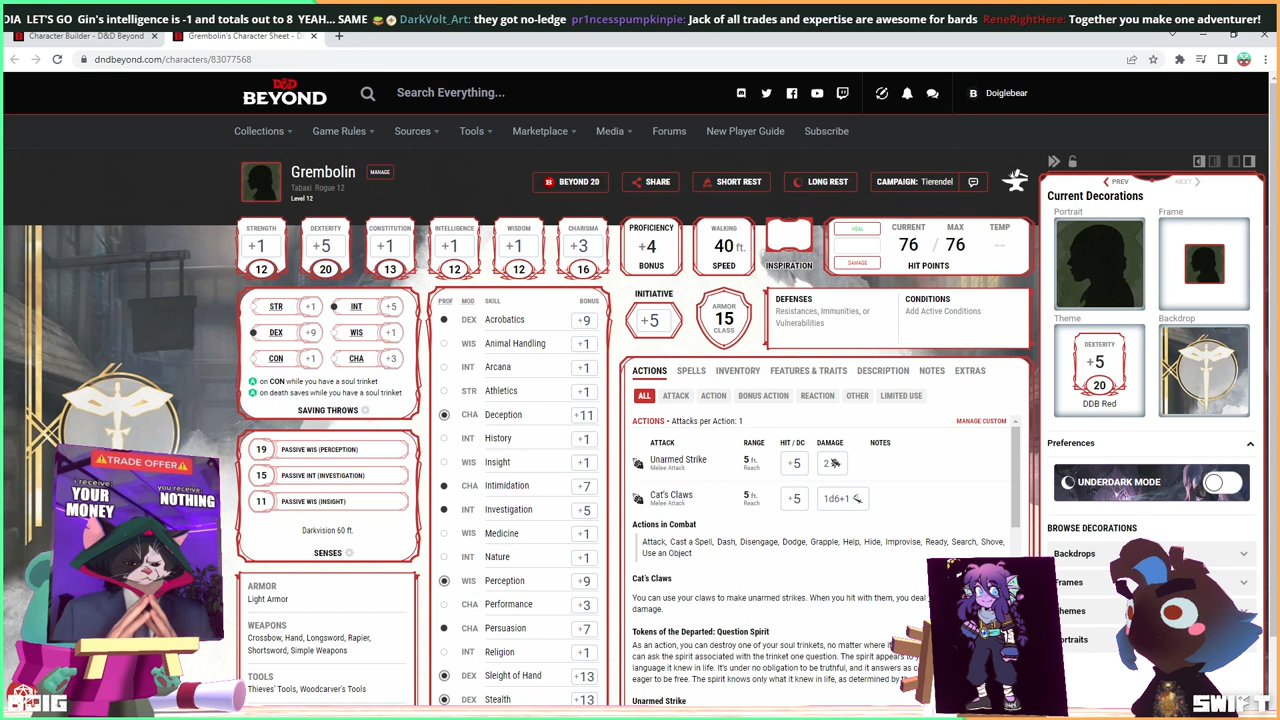 DIA LET'S GO Gin's intelligence is -1 and totals out to 8 YEAH... SAME DarkVolt_Art: they got no-ledge pr1ncesspumpkinpie: Jack of all trades and expertise are awesome for bards ReneRightHere: Together you make one adventurer!
Character Builder - D&D Beyond Grembolin's Character Sheet - D&
dndbeyond.com/characters/83077568
D&D BEYOND Search Everything... Doiglebear
Collections Game Rules Sources Tools Marketplace Media Forums New Player Guide Subscribe
Grembolin MANAGE
Tabaxi Rogue 12
Level 12
BEYOND 20 SHARE SHORT REST LONG REST CAMPAIGN: Tierendel
STRENGTH +1 12
DEXTERITY +5 20
CONSTITUTION +1 13
INTELLIGENCE +1 12
WISDOM +1 12
CHARISMA +3 16
PROFICIENCY +4 BONUS
WALKING 40 ft. SPEED
INSPIRATION
HEAL
DAMAGE
CURRENT MAX TEMP
76 / 76 --
HIT POINTS
STR +1 INT +5
DEX +9 WIS +1
CON +1 CHA +3
A on CON while you have a soul trinket
A on death saves while you have a soul trinket
SAVING THROWS
19 PASSIVE WIS (PERCEPTION)
15 PASSIVE INT (INVESTIGATION)
11 PASSIVE WIS (INSIGHT)
Darkvision 60 ft.
SENSES
ARMOR
Light Armor
WEAPONS
Crossbow, Hand, Longsword, Rapier,
Shortsword, Simple Weapons
TOOLS
Thieves' Tools, Woodcarver's Tools
PROF MOD SKILL BONUS
DEX Acrobatics +9
WIS Animal Handling +1
INT Arcana +1
STR Athletics +1
CHA Deception +11
INT History +1
WIS Insight +1
CHA Intimidation +7
INT Investigation +5
WIS Medicine +1
INT Nature +1
WIS Perception +9
CHA Performance +3
CHA Persuasion +7
INT Religion +1
DEX Sleight of Hand +13
DEX Stealth +13
INITIATIVE
+5
ARMOR
15
CLASS
DEFENSES
Resistances, Immunities, or
Vulnerabilities
CONDITIONS
Add Active Conditions
ACTIONS SPELLS INVENTORY FEATURES & TRAITS DESCRIPTION NOTES EXTRAS
ALL ATTACK ACTION BONUS ACTION REACTION OTHER LIMITED USE
ACTIONS • Attacks per Action: 1 MANAGE CUSTOM
ATTACK RANGE HIT / DC DAMAGE NOTES
Unarmed Strike 5 ft. +5 2
Melee Attack Reach
Cat's Claws 5 ft. +5 1d6+1
Melee Attack Reach
Actions in Combat
Attack, Cast a Spell, Dash, Disengage, Dodge, Grapple, Help, Hide, Improvise, Ready, Search, Shove,
Use an Object
Cat's Claws
You can use your claws to make unarmed strikes. When you hit with them, you deal
damage.
Tokens of the Departed: Question Spirit
As an action, you can destroy one of your soul trinkets, no matter where it
can ask the spirit associated with the trinket one question. The spirit appears
language it knew in life. It's under no obligation to be truthful, and it answers as
eager to be free. The spirit knows only what it knew in life, as determined by
Unarmed Strike
PREV NEXT
Current Decorations
Portrait Frame
Theme Backdrop
DEXTERITY
+5
20
DDB Red
Preferences
UNDERDARK MODE
BROWSE DECORATIONS
Backdrops
Frames
hemes
ortraits
TRADE OFFER
i receive: you receive:
YOUR MONEY NOTHING
DOIG
SWIFT